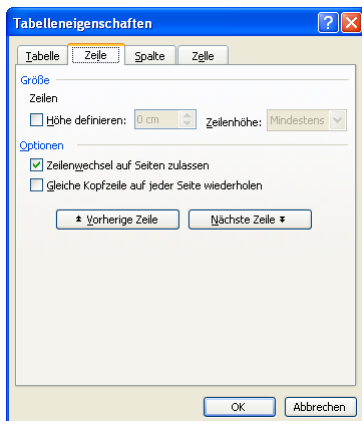 Tabelleneigenschaften
Tabelle Zeile Spalte Zelle
Größe
Zeilen
Höhe definieren: 0 cm Zeilenhöhe: Mindestens
Optionen
Zeilenwechsel auf Seiten zulassen
Gleiche Kopfzeile auf jeder Seite wiederholen
Vorherige Zeile Nächste Zeile
OK Abbrechen